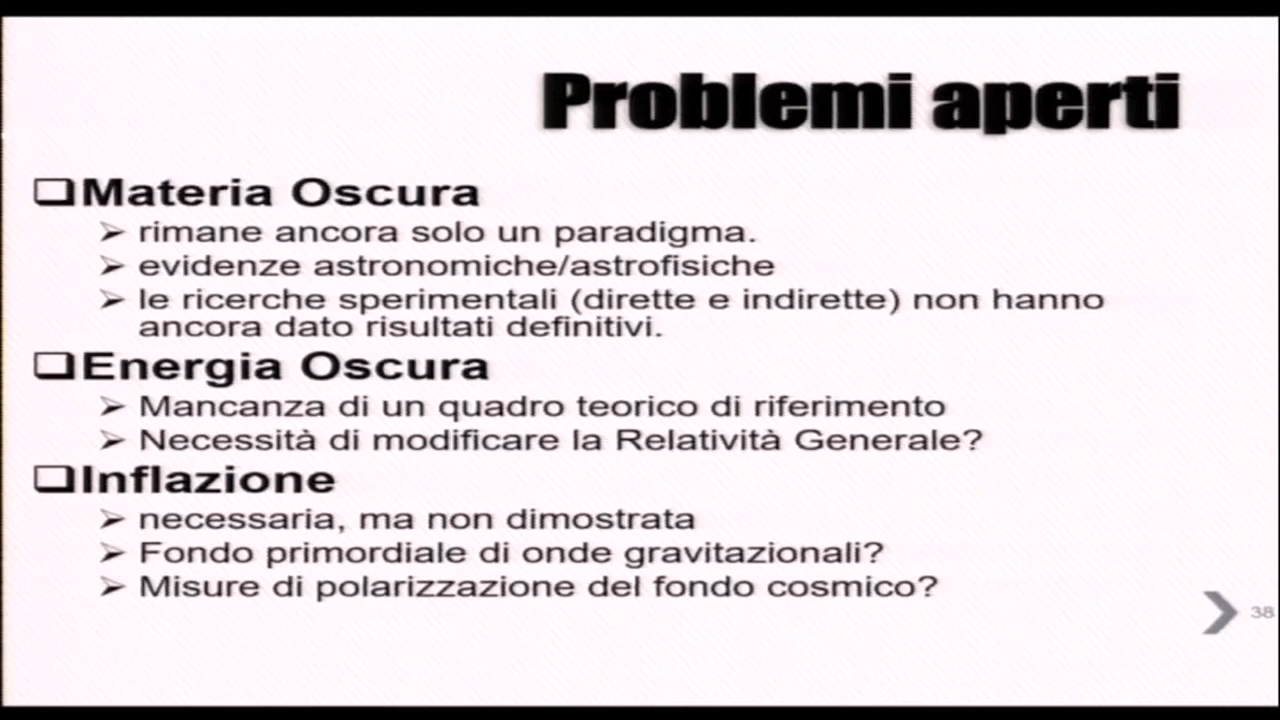 Problemi aperti
❑Materia Oscura
➢ rimane ancora solo un paradigma.
➢ evidenze astronomiche/astrofisiche
➢ le ricerche sperimentali (dirette e indirette) non hanno
ancora dato risultati definitivi.
❑Energia Oscura
➢ Mancanza di un quadro teorico di riferimento
➢ Necessità di modificare la Relatività Generale?
❑Inflazione
➢ necessaria, ma non dimostrata
➢ Fondo primordiale di onde gravitazionali?
➢ Misure di polarizzazione del fondo cosmico?
38